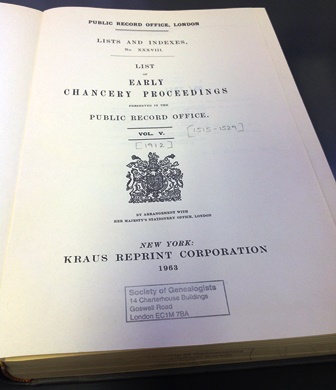 PUBLIC RECORD OFFICE, LONDON
LISTS AND INDEXES,
No. XXXVIII
LIST
OF
EARLY
CHANCERY PROCEEDINGS
PRESERVED IN THE
PUBLIC RECORD OFFICE.
VOL. V.
[1515-1529]
[1912]
BY ARRANGEMENT WITH
HER MAJESTY'S STATIONERY OFFICE, LONDON
NEW YORK:
KRAUS REPRINT CORPORATION
1963
Society of Genealogists
14 Charterhouse Buildings
Goswell Road
London EC1M 7BA